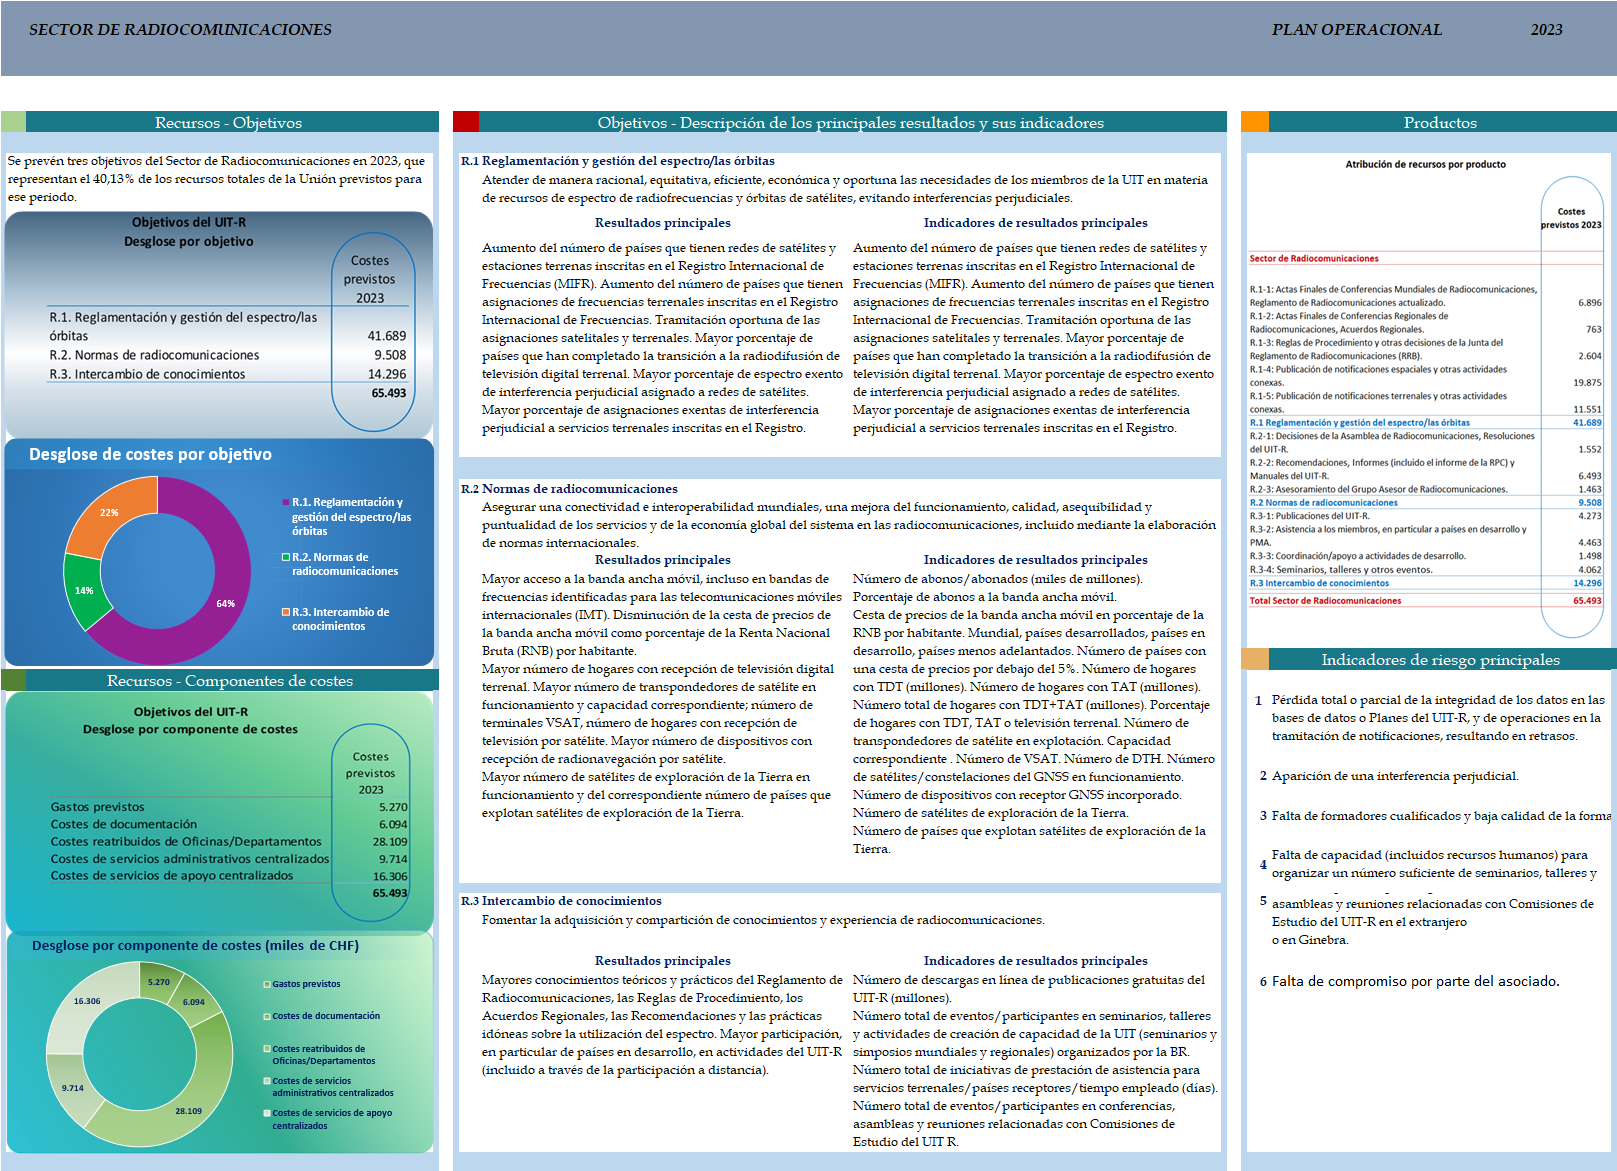 SECTOR DE RADIOCOMUNICACIONES
PLAN OPERACIONAL 2023
Recursos - Objetivos
Se prevén tres objetivos del Sector de Radiocomunicaciones en 2023, que
representan el 40,13% de los recursos totales de la Unión previstos para
ese periodo.
Objetivos del UIT-R
Desglose por objetivo
Costes
previstos
2023
R.1. Reglamentación y gestión del espectro/las
órbitas 41.689
R.2. Normas de radiocomunicaciones 9.508
R.3. Intercambio de conocimientos 14.296
65.493
Desglose de costes por objetivo
22%
14%
64%
R.1. Reglamentación y
gestión del espectro/las
órbitas
R.2. Normas de
radiocomunicaciones
R.3. Intercambio de
conocimientos
Recursos - Componentes de costes
Objetivos del UIT-R
Desglose por componente de costes
Costes
previstos
2023
Gastos previstos 5.270
Costes de documentación 6.094
Costes reatribuidos de Oficinas/Departamentos 28.109
Costes de servicios administrativos centralizados 9.714
Costes de servicios de apoyo centralizados 16.306
65.493
Desglose por componente de costes (miles de CHF)
5.270
6.094
28.109
9.714
16.306
Gastos previstos
Costes de documentación
Costes reatribuidos de
Oficinas/Departamentos
Costes de servicios
administrativos centralizados
Costes de servicios de apoyo
centralizados
Objetivos - Descripción de los principales resultados y sus indicadores
R.1 Reglamentación y gestión del espectro/las órbitas
Atender de manera racional, equitativa, eficiente, económica y oportuna las necesidades de los miembros de la UIT en materia
de recursos de espectro de radiofrecuencias y órbitas de satélites, evitando interferencias perjudiciales.
Resultados principales
Aumento del número de países que tienen redes de satélites y
estaciones terrenas inscritas en el Registro Internacional de
Frecuencias (MIFR). Aumento del número de países que tienen
asignaciones de frecuencias terrenales inscritas en el Registro
Internacional de Frecuencias. Tramitación oportuna de las
asignaciones satelitales y terrenales. Mayor porcentaje de
países que han completado la transición a la radiodifusión de
televisión digital terrenal. Mayor porcentaje de espectro exento
de interferencia perjudicial asignado a redes de satélites.
Mayor porcentaje de asignaciones exentas de interferencia
perjudicial a servicios terrenales inscritas en el Registro.
Indicadores de resultados principales
Aumento del número de países que tienen redes de satélites y
estaciones terrenas inscritas en el Registro Internacional de
Frecuencias (MIFR). Aumento del número de países que tienen
asignaciones de frecuencias terrenales inscritas en el Registro
Internacional de Frecuencias. Tramitación oportuna de las
asignaciones satelitales y terrenales. Mayor porcentaje de
países que han completado la transición a la radiodifusión de
televisión digital terrenal. Mayor porcentaje de espectro exento
de interferencia perjudicial asignado a redes de satélites.
Mayor porcentaje de asignaciones exentas de interferencia
perjudicial a servicios terrenales inscritas en el Registro.
R.2 Normas de radiocomunicaciones
Asegurar una conectividad e interoperabilidad mundiales, una mejora del funcionamiento, calidad, asequibilidad y
puntualidad de los servicios y de la economía global del sistema en las radiocomunicaciones, incluido mediante la elaboración
de normas internacionales.
Resultados principales
Mayor acceso a la banda ancha móvil, incluso en bandas de
frecuencias identificadas para las telecomunicaciones móviles
internacionales (IMT). Disminución de la cesta de precios de
la banda ancha móvil como porcentaje de la Renta Nacional
Bruta (RNB) por habitante.
Mayor número de hogares con recepción de televisión digital
terrenal. Mayor número de transpondedores de satélite en
funcionamiento y capacidad correspondiente; número de
terminales VSAT, número de hogares con recepción de
televisión por satélite. Mayor número de dispositivos con
recepción de radionavegación por satélite.
Mayor número de satélites de exploración de la Tierra en
funcionamiento y del correspondiente número de países que
explotan satélites de exploración de la Tierra.
Indicadores de resultados principales
Número de abonos/abonados (miles de millones).
Porcentaje de abonos a la banda ancha móvil.
Cesta de precios de la banda ancha móvil en porcentaje de la
RNB por habitante. Mundial, países desarrollados, países en
desarrollo, países menos adelantados. Número de países con
una cesta de precios por debajo del 5%. Número de hogares
con TDT (millones). Número de hogares con TAT (millones).
Número total de hogares con TDT+TAT (millones). Porcentaje
de hogares con TDT, TAT o televisión terrenal. Número de
transpondedores de satélite en explotación. Capacidad
correspondiente . Número de VSAT. Número de DTH. Número
de satélites/constelaciones del GNSS en funcionamiento.
Número de dispositivos con receptor GNSS incorporado.
Número de satélites de exploración de la Tierra.
Número de países que explotan satélites de exploración de la
Tierra.
R.3 Intercambio de conocimientos
Fomentar la adquisición y compartición de conocimientos y experiencia de radiocomunicaciones.
Resultados principales
Mayores conocimientos teóricos y prácticos del Reglamento de
Radiocomunicaciones, las Reglas de Procedimiento, los
Acuerdos Regionales, las Recomendaciones y las prácticas
idóneas sobre la utilización del espectro. Mayor participación,
en particular de países en desarrollo, en actividades del UIT-R
(incluido a través de la participación a distancia).
Indicadores de resultados principales
Número de descargas en línea de publicaciones gratuitas del
UIT-R (millones).
Número total de eventos/participantes en seminarios, talleres
y actividades de creación de capacidad de la UIT (seminarios y
simposios mundiales y regionales) organizados por la BR.
Número total de iniciativas de prestación de asistencia para
servicios terrenales/países receptores/tiempo empleado (días).
Número total de eventos/participantes en conferencias,
asambleas y reuniones relacionadas con Comisiones de
Estudio del UIT R.
Productos
Atribución de recursos por producto
Costes
previstos 2023
Sector de Radiocomunicaciones
R.1-1: Actas Finales de Conferencias Mundiales de Radiocomunicaciones,
Reglamento de Radiocomunicaciones actualizado. 6.896
R.1-2: Actas Finales de Conferencias Regionales de
Radiocomunicaciones, Acuerdos Regionales. 763
R.1-3: Reglas de Procedimiento y otras decisiones de la Junta del
Reglamento de Radiocomunicaciones (RRB). 2.604
R.1-4: Publicación de notificaciones espaciales y otras actividades
conexas. 19.875
R.1-5: Publicación de notificaciones terrenales y otras actividades
conexas. 11.551
R.1 Reglamentación y gestión del espectro/las órbitas 41.689
R.2-1: Decisiones de la Asamblea de Radiocomunicaciones, Resoluciones
del UIT-R. 1.552
R.2-2: Recomendaciones, Informes (incluido el informe de la RPC) y
Manuales del UIT-R. 6.493
R.2-3: Asesoramiento del Grupo Asesor de Radiocomunicaciones. 1.463
R.2 Normas de radiocomunicaciones 9.508
R.3-1: Publicaciones del UIT-R. 4.273
R.3-2: Asistencia a los miembros, en particular a países en desarrollo y
PMA. 4.463
R.3-3: Coordinación/apoyo a actividades de desarrollo. 1.498
R.3-4: Seminarios, talleres y otros eventos. 4.062
R.3 Intercambio de conocimientos 14.296
Total Sector de Radiocomunicaciones 65.493
Indicadores de riesgo principales
1 Pérdida total o parcial de la integridad de los datos en las
bases de datos o Planes del UIT-R, y de operaciones en la
tramitación de notificaciones, resultando en retrasos.
2 Aparición de una interferencia perjudicial.
3 Falta de formadores cualificados y baja calidad de la forma
4 Falta de capacidad (incluidos recursos humanos) para
organizar un número suficiente de seminarios, talleres y
5 asambleas y reuniones relacionadas con Comisiones de
Estudio del UIT-R en el extranjero
o en Ginebra.
6 Falta de compromiso por parte del asociado.